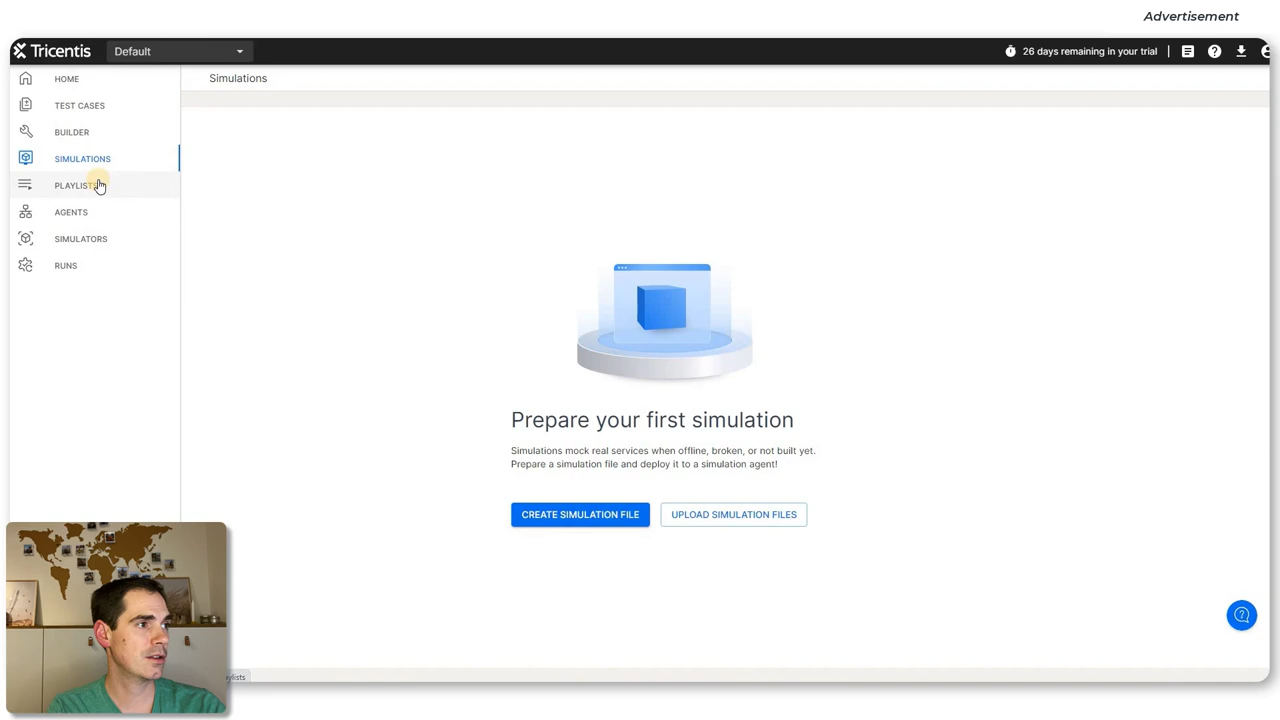 Advertisement
Tricentis
Default
26 days remaining in your trial
HOME
Simulations
TEST CASES
BUILDER
SIMULATIONS
PLAYLISTS
AGENTS
SIMULATORS
RUNS
Prepare your first simulation
Simulations mock real services when offline, broken, or not built yet.
Prepare a simulation file and deploy it to a simulation agent!
CREATE SIMULATION FILE
UPLOAD SIMULATION FILES
aylists